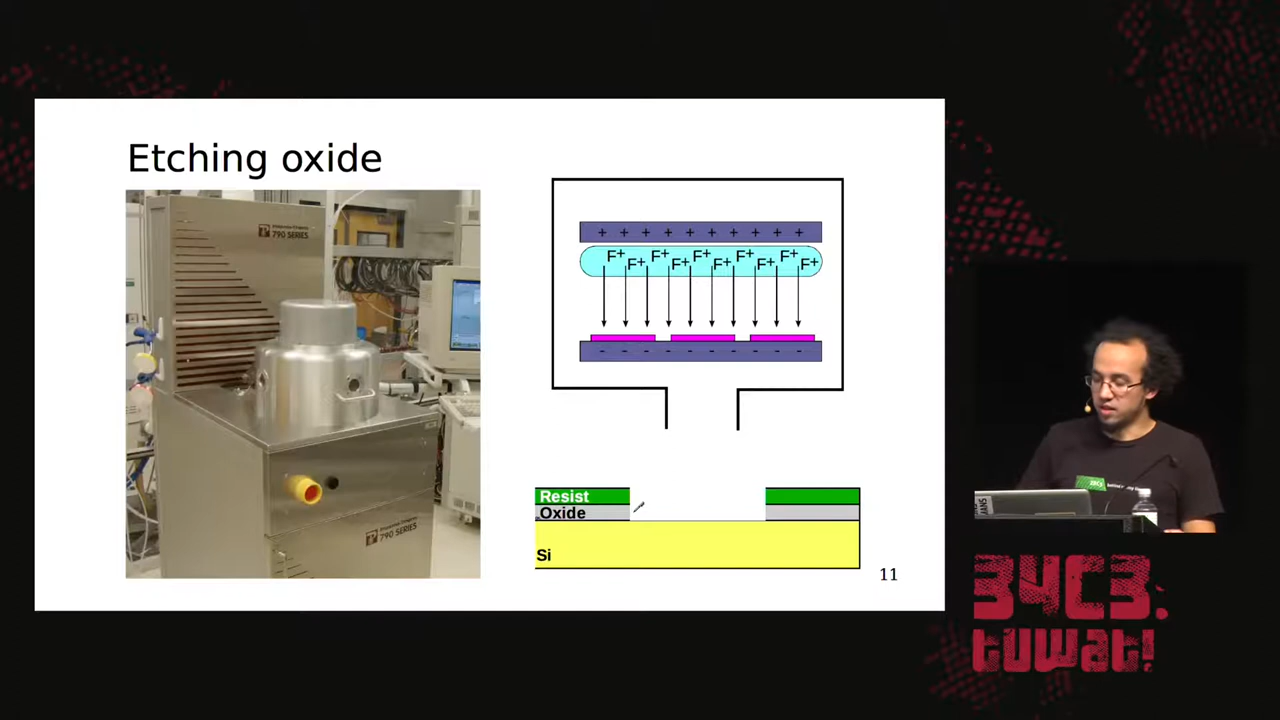 Etching oxide
790 SERIES
790 SERIES
+ + + + + + + + + +
F+ F+ F+ F+ F+ F+ F+ F+ F+ F+
- - - - - - - - - -
Resist
Oxide
Si
11
34C3.
tuwat!